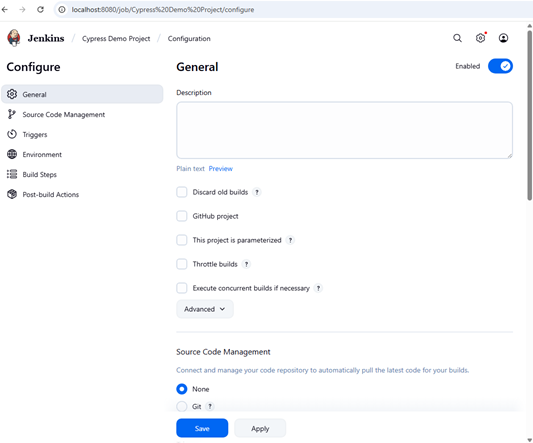 localhost:8080/job/Cypress%20Demo%20Project/configure
Jenkins / Cypress Demo Project / Configuration
Configure
General
Source Code Management
Triggers
Environment
Build Steps
Post-build Actions
General
Enabled
Description
Plain text Preview
Discard old builds ?
GitHub project
This project is parameterized ?
Throttle builds ?
Execute concurrent builds if necessary ?
Advanced
Source Code Management
Connect and manage your code repository to automatically pull the latest code for your builds.
None
Git ?
Save Apply